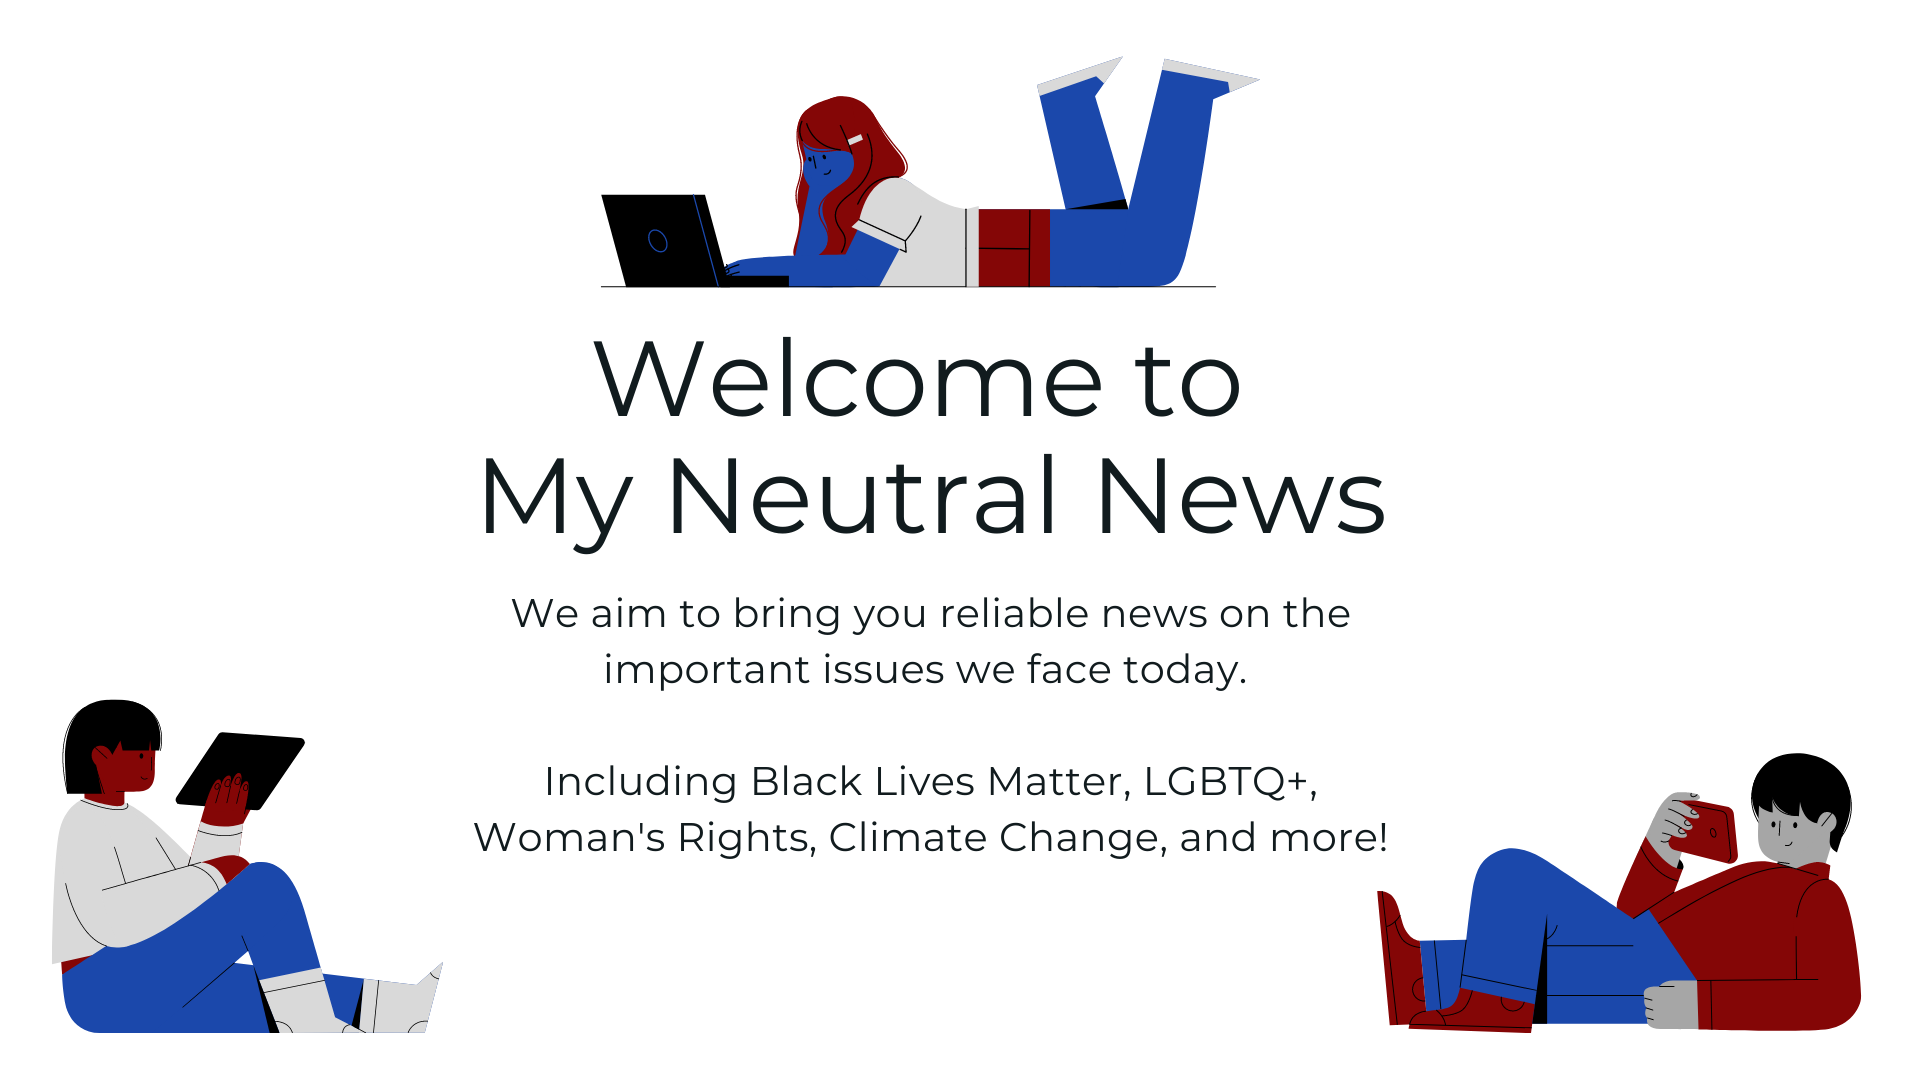 Welcome to
My Neutral News
We aim to bring you reliable news on the
important issues we face today.
Including Black Lives Matter, LGBTQ+,
Woman's Rights, Climate Change, and more!